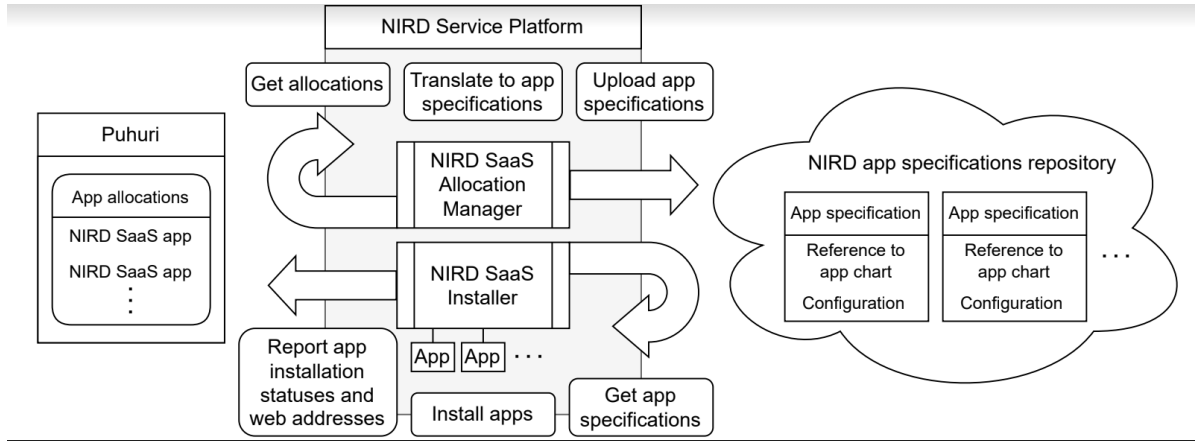 NIRD Service Platform
Get allocations
Translate to app
specifications
Upload app
specifications
Puhuri
App allocations
NIRD SaaS app
NIRD SaaS app
⋮
NIRD SaaS
Allocation
Manager
NIRD SaaS
Installer
App
App
...
Report app
installation
statuses and
web addresses
Install apps
Get app
specifications
NIRD app specifications repository
App specification
Reference to
app chart
Configuration
App specification
Reference to
app chart
Configuration
...